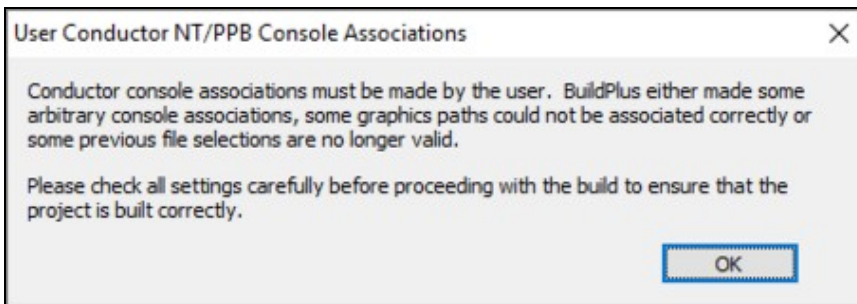 User Conductor NT/PPB Console Associations
Conductor console associations must be made by the user.  BuildPlus either made some
arbitrary console associations, some graphics paths could not be associated correctly or
some previous file selections are no longer valid.
Please check all settings carefully before proceeding with the build to ensure that the
project is built correctly.
OK